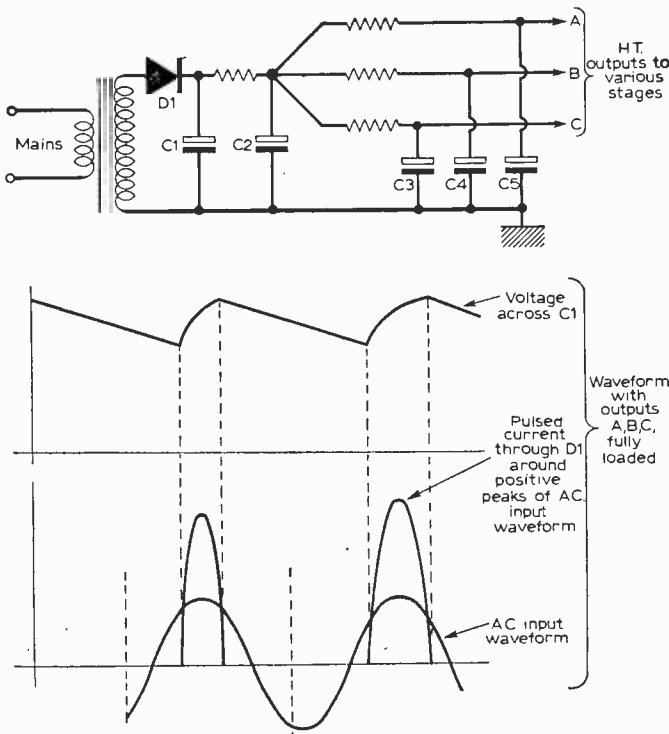 A
B
C
H.T.
outputs to
various
stages
D1
Mains
C1
C2
C3
C4
C5
Voltage
across C1
Waveform
with
outputs
A,B,C,
fully
loaded
Pulsed
current
through D1
around
positive
peaks of AC
input
waveform
AC input
waveform